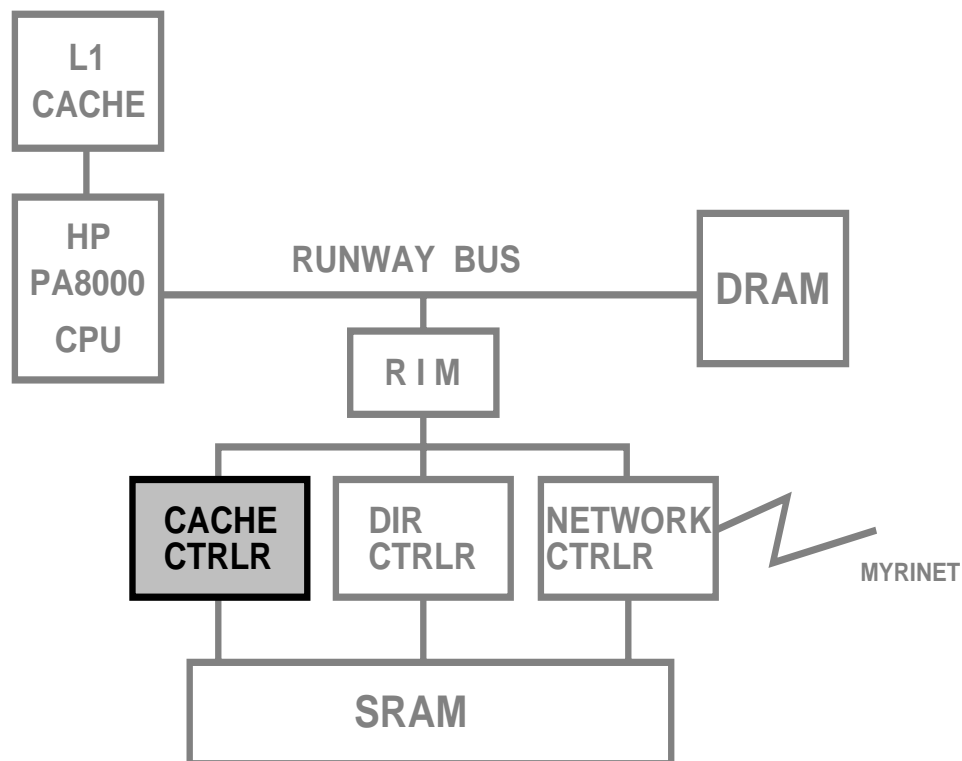 L1
CACHE
HP
PA8000
CPU
RUNWAY BUS
DRAM
R I M
CACHE
CTRLR
DIR
CTRLR
NETWORK
CTRLR
MYRINET
SRAM